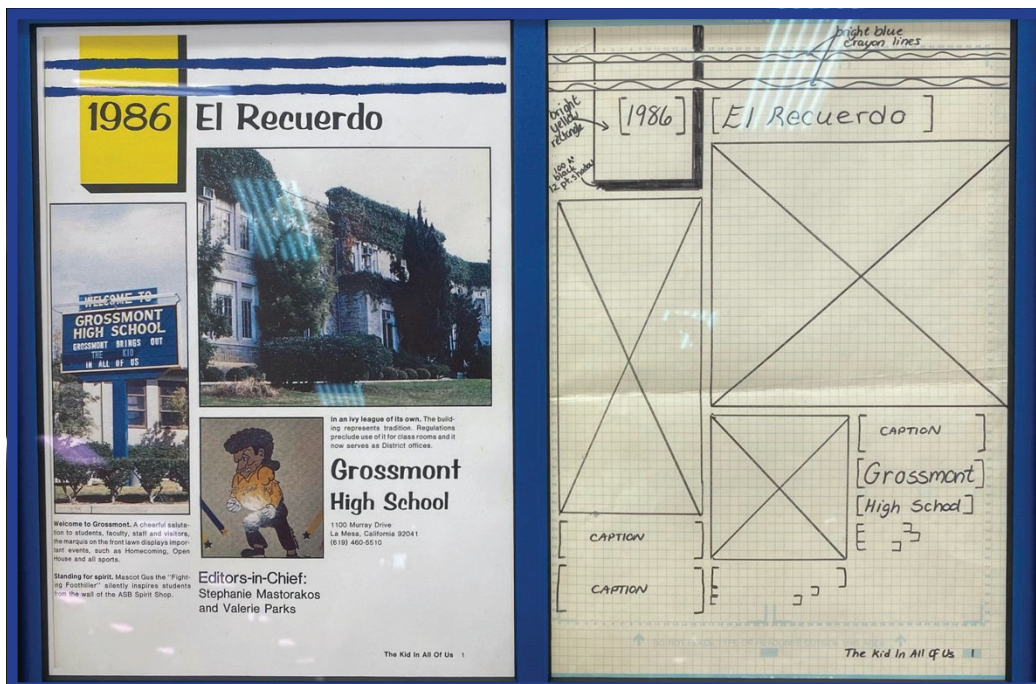 1986 El Recuerdo
WELCOME TO
GROSSMONT
HIGH SCHOOL
GROSSMONT BRINGS OUT
THE KID
IN ALL OF US
In an ivy league of its own. The build-
ing represents tradition. Regulations
preclude use of it for class rooms and it
now serves as District offices.
Grossmont
High School
1100 Murray Drive
La Mesa, California 92041
(619) 460-5510
Welcome to Grossmont. A cheerful saluta-
tion to students, faculty, staff and visitors,
the marquis on the front lawn displays impor-
tant events, such as Homecoming, Open
House and all sports.
Standing for spirit. Mascot Gus the "Fight-
ing Foothiller" silently inspires students
from the wall of the ASB Spirit Shop.
Editors-in-Chief:
Stephanie Mastorakos
and Valerie Parks
The Kid In All Of Us 1
bright blue
crayon lines
bright
yellow
rectangle
[1986] [El Recuerdo]
black
12 pt. shadow
[CAPTION]
[Grossmont]
[High School]
[CAPTION]
[CAPTION]
The Kid In All Of Us 1